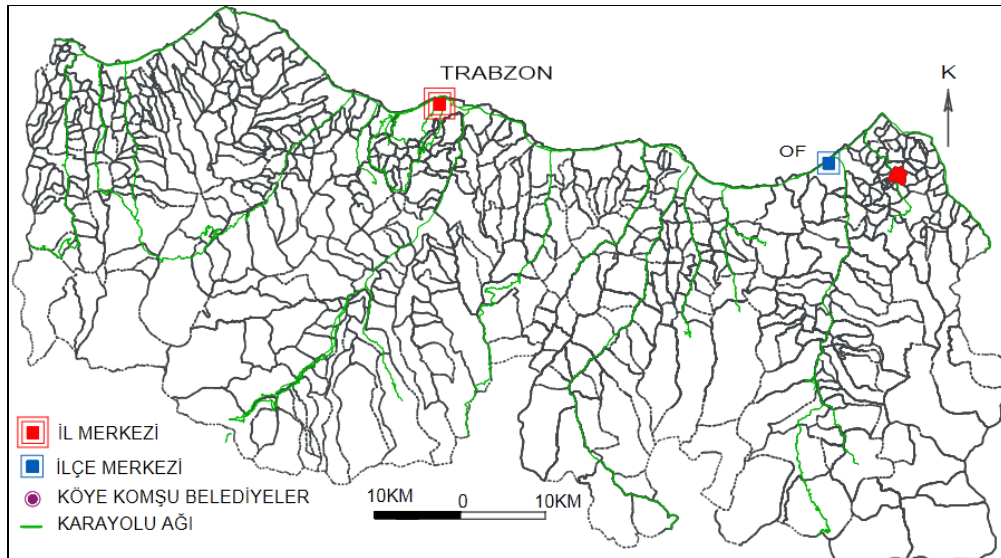 TRABZON
K
OF
İL MERKEZİ
İLÇE MERKEZİ
KÖYE KOMŞU BELEDİYELER
KARAYOLU AĞI
10KM 0 10KM